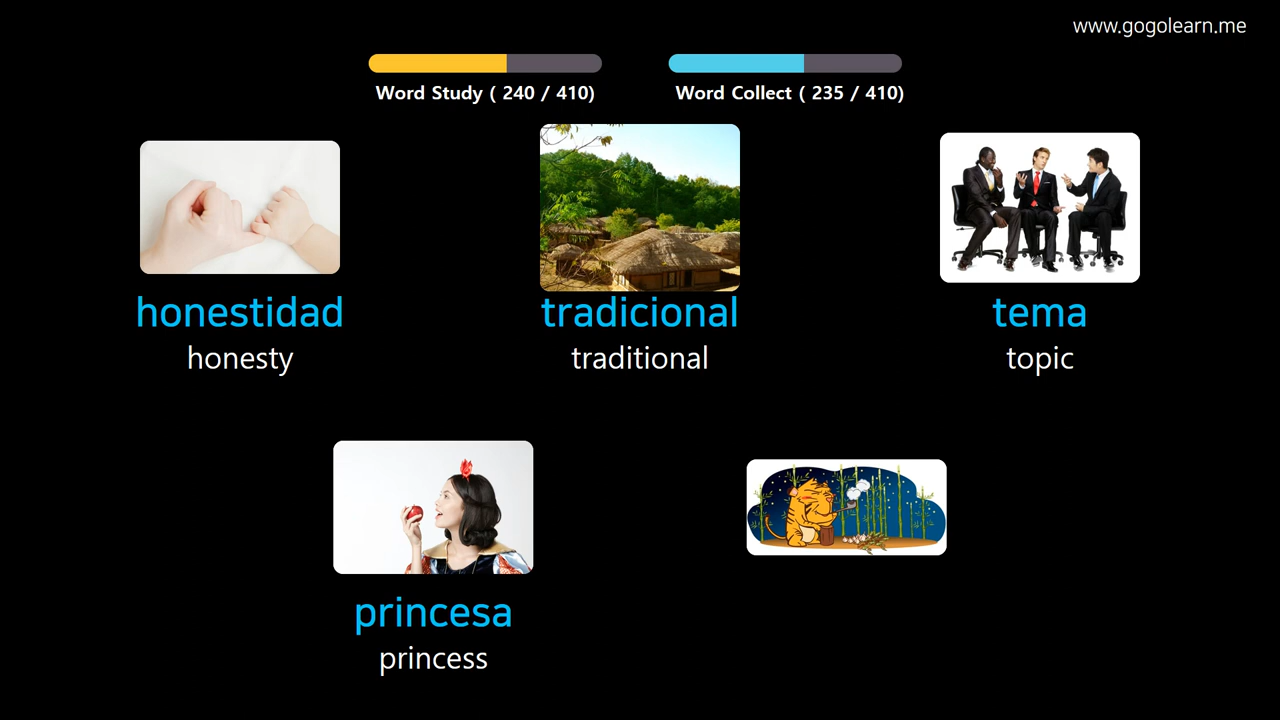 www.gogolearn.me
Word Study ( 240 / 410)
Word Collect ( 235 / 410)
honestidad
honesty
tradicional
traditional
tema
topic
princesa
princess